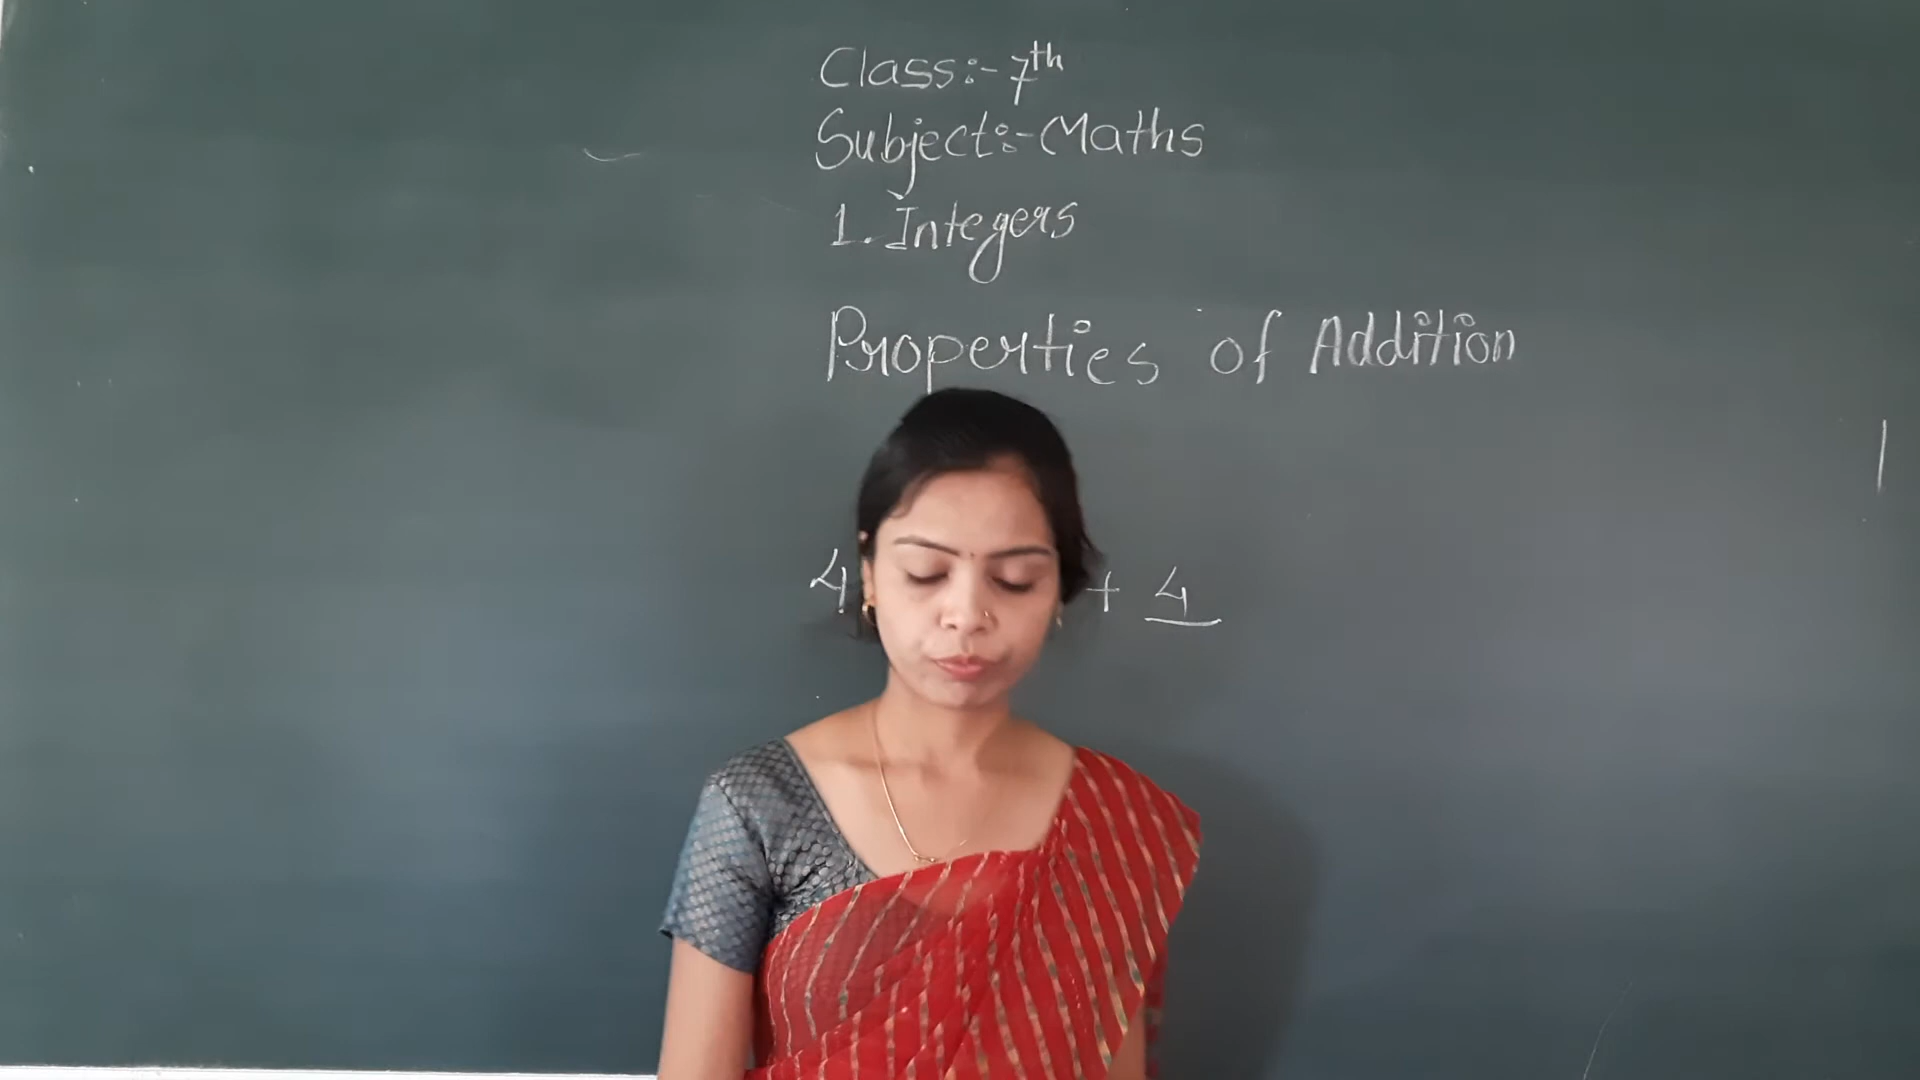 Class:- 7th
Subject:- Maths
1. Integers
Properties of Addition
4 + 4